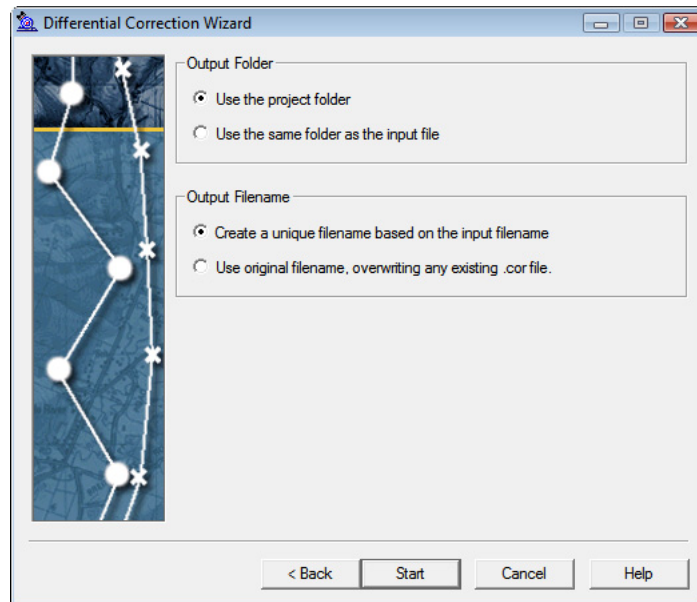 Differential Correction Wizard
Output Folder
Use the project folder
Use the same folder as the input file
Output Filename
Create a unique filename based on the input filename
Use original filename, overwriting any existing .cor file.
< Back
Start
Cancel
Help